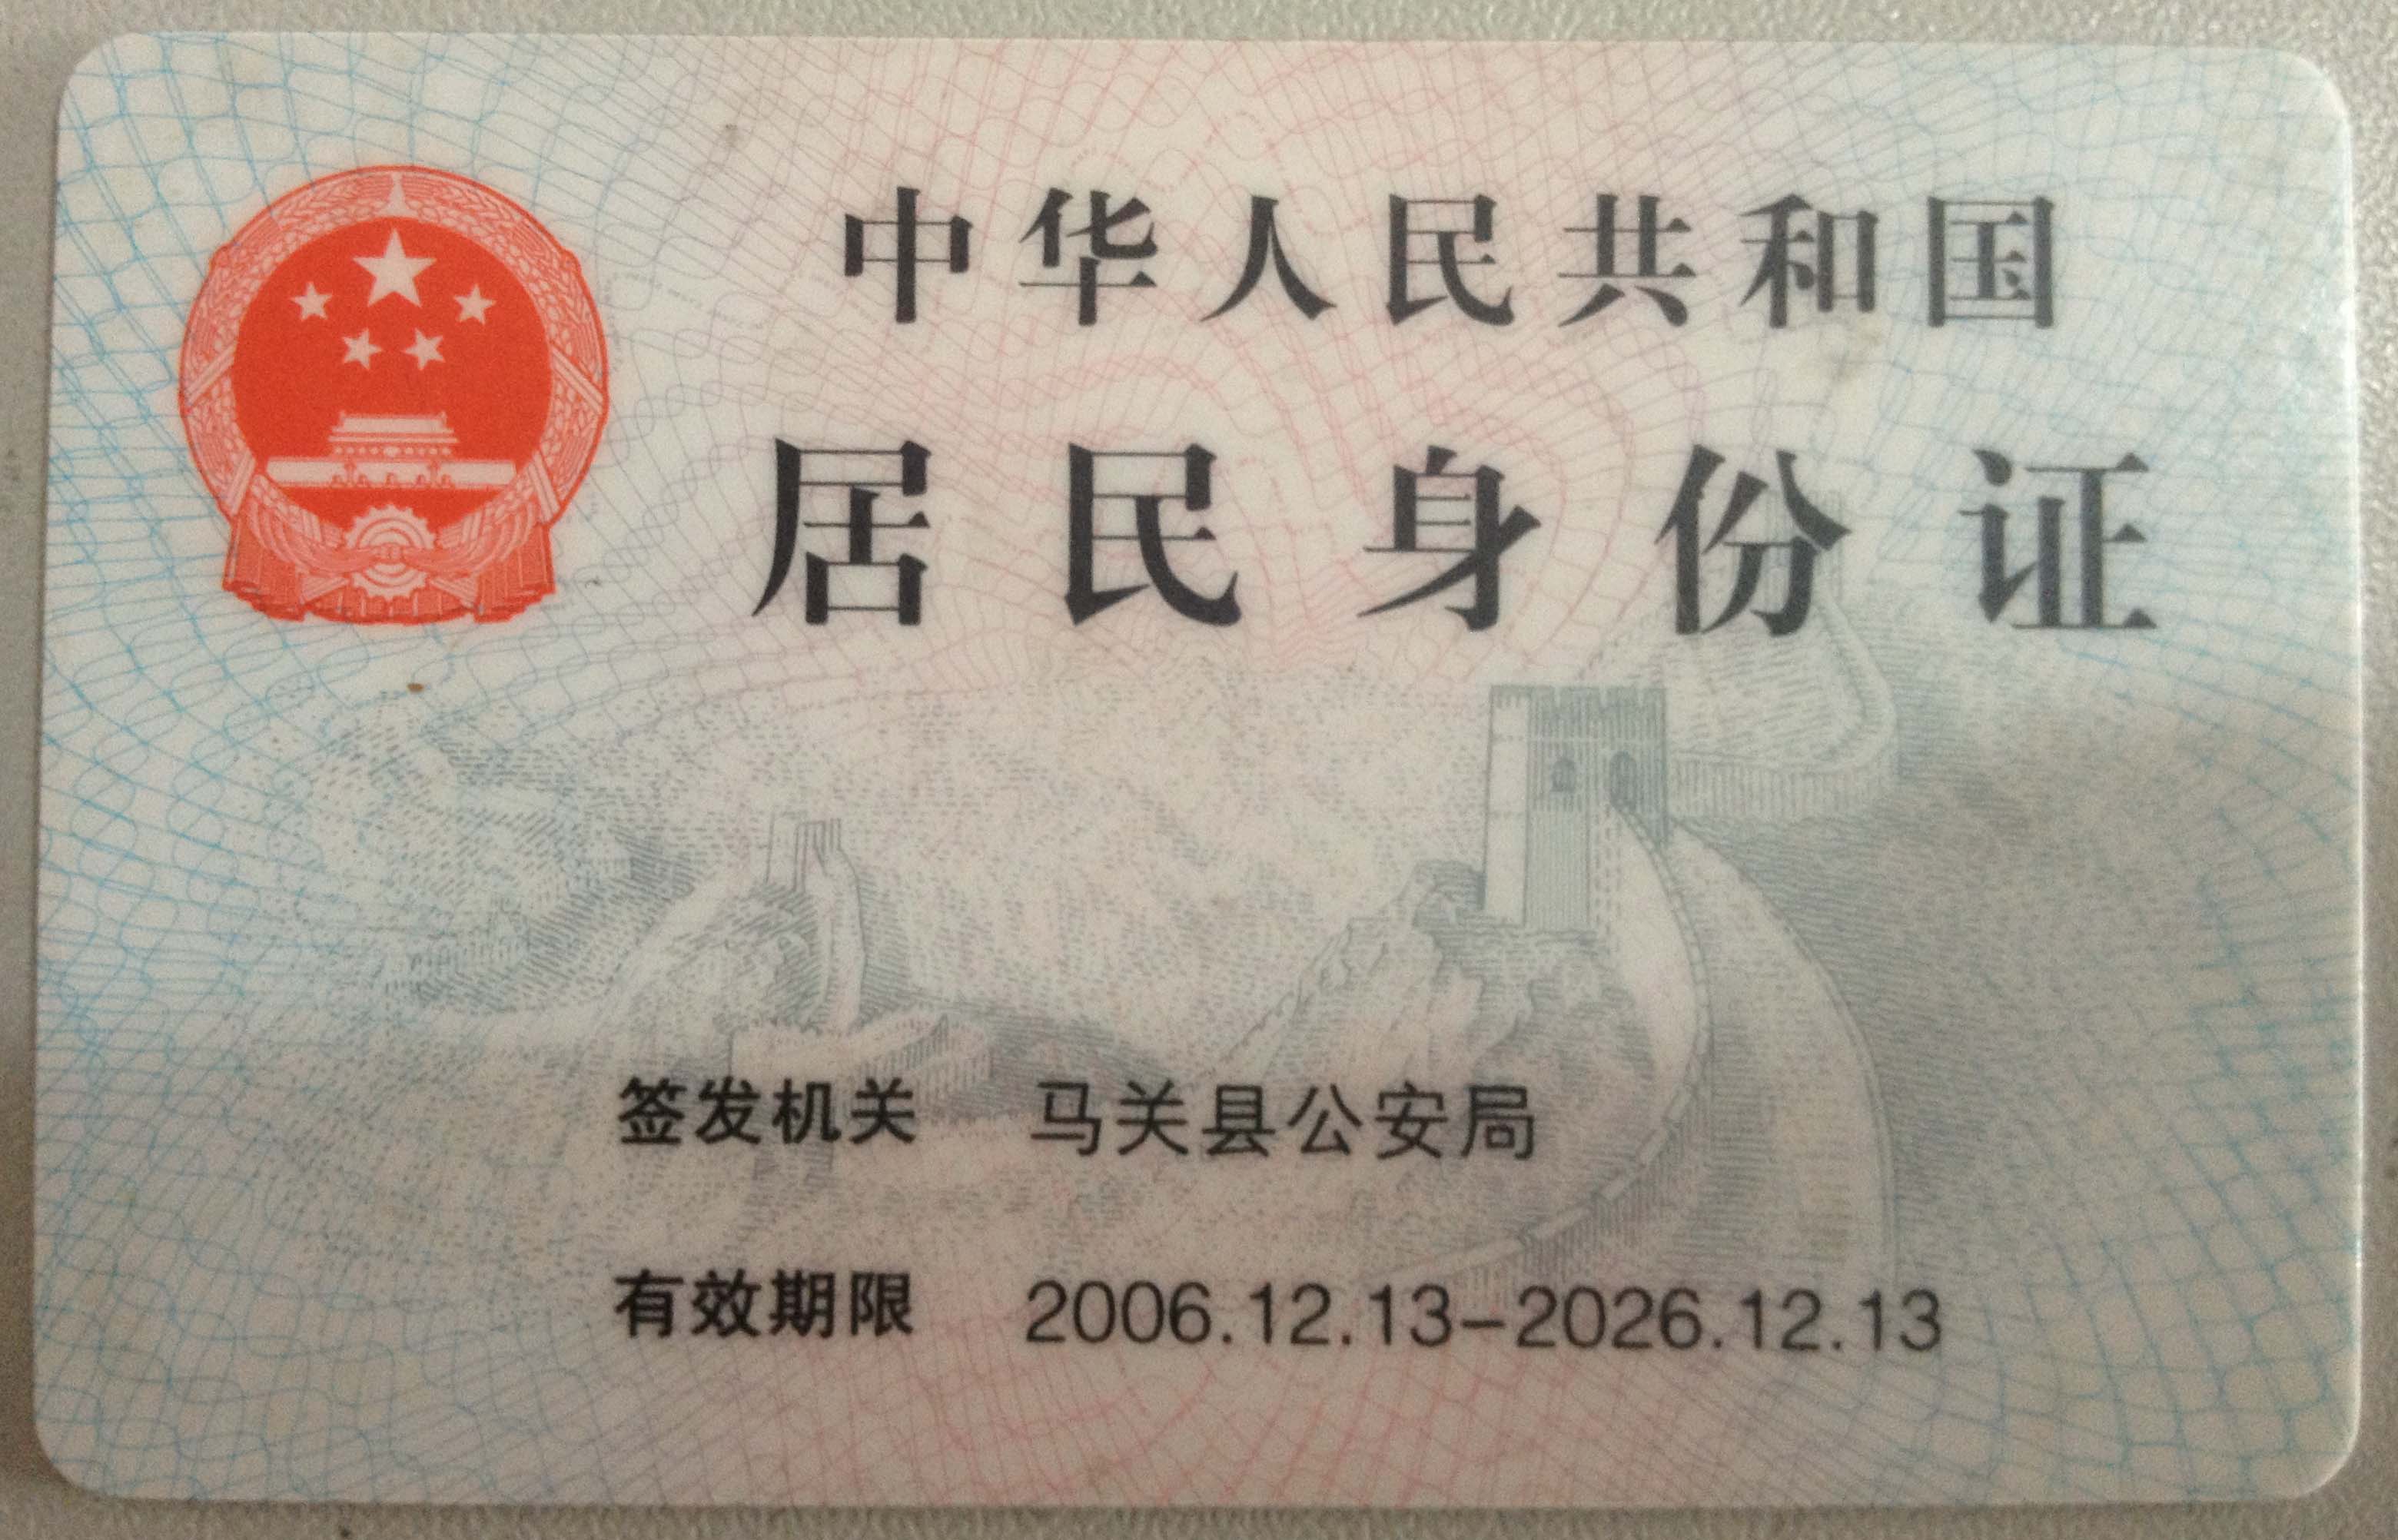 中华人民共和国
居民身份证
签发机关 马关县公安局
有效期限 2006.12.13-2026.12.13